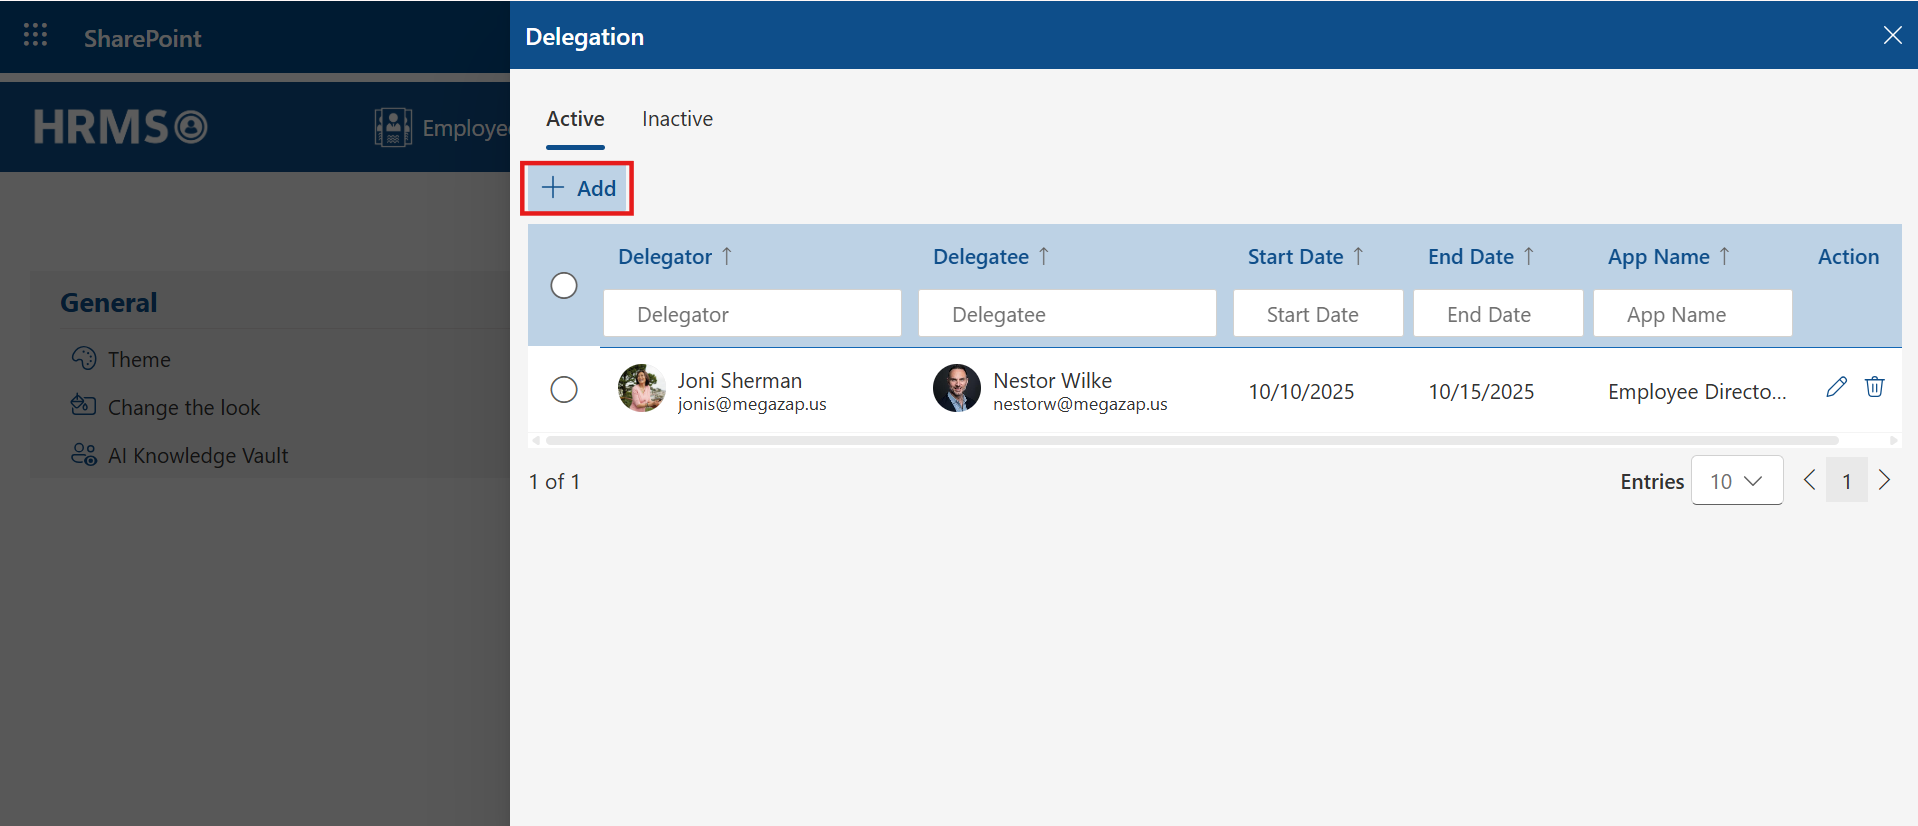 SharePoint
Delegation
HRMS
Employe
Active
Inactive
Add
Delegator ↑
Delegatee ↑
Start Date ↑
End Date ↑
App Name ↑
Action
Delegator
Delegatee
Start Date
End Date
App Name
Joni Sherman
jonis@megazap.us
Nestor Wilke
nestorw@megazap.us
10/10/2025
10/15/2025
Employee Directo...
1 of 1
Entries
10
1
General
Theme
Change the look
AI Knowledge Vault